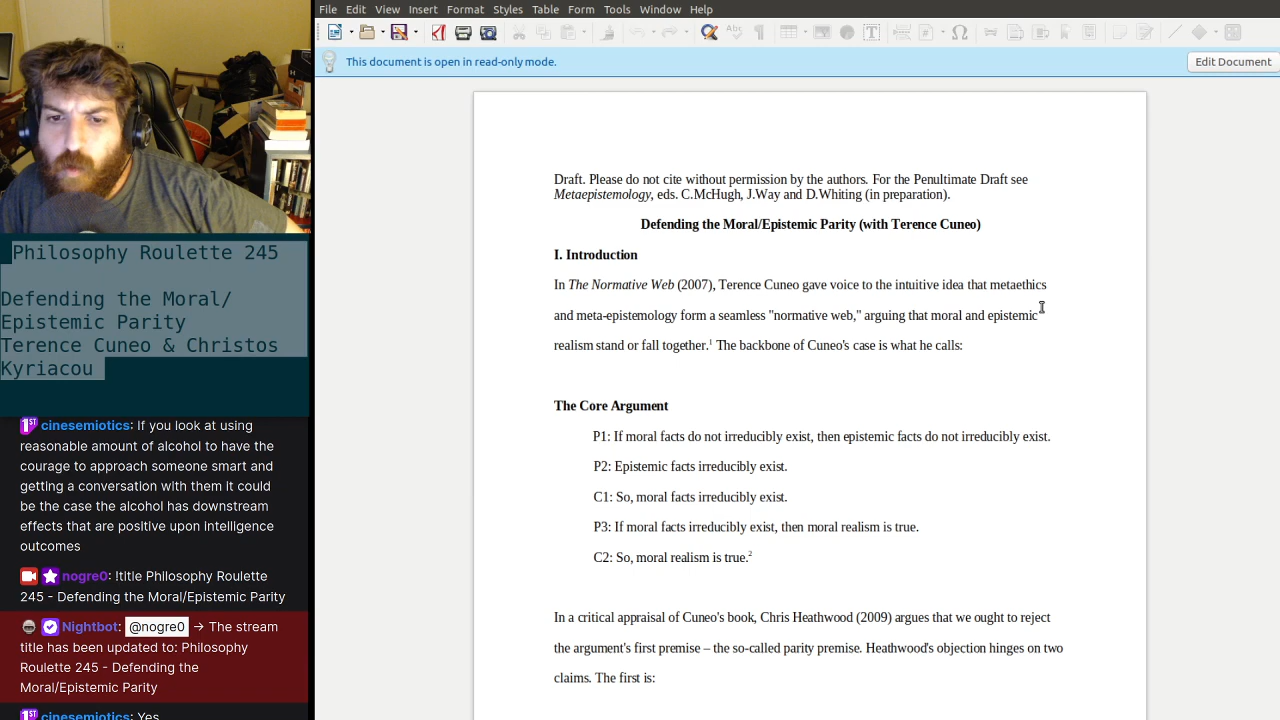 File Edit View Insert Format Styles Table Form Tools Window Help
This document is open in read-only mode.
Edit Document
Philosophy Roulette 245
Defending the Moral/
Epistemic Parity
Terence Cuneo & Christos
Kyriacou
cinesemiotics: If you look at using
reasonable amount of alcohol to have the
courage to approach someone smart and
getting a conversation with them it could
be the case the alcohol has downstream
effects that are positive upon intelligence
outcomes
nogre0: !title Philosophy Roulette
245 - Defending the Moral/Epistemic Parity
Nightbot: @nogre0 → The stream
title has been updated to: Philosophy
Roulette 245 - Defending the
Moral/Epistemic Parity
cinesemiotics: Yes
Draft. Please do not cite without permission by the authors. For the Penultimate Draft see
Metaepistemology, eds. C.McHugh, J.Way and D.Whiting (in preparation).
Defending the Moral/Epistemic Parity (with Terence Cuneo)
I. Introduction
In The Normative Web (2007), Terence Cuneo gave voice to the intuitive idea that metaethics
and meta-epistemology form a seamless "normative web," arguing that moral and epistemic
realism stand or fall together.1 The backbone of Cuneo's case is what he calls:
The Core Argument
P1: If moral facts do not irreducibly exist, then epistemic facts do not irreducibly exist.
P2: Epistemic facts irreducibly exist.
C1: So, moral facts irreducibly exist.
P3: If moral facts irreducibly exist, then moral realism is true.
C2: So, moral realism is true.2
In a critical appraisal of Cuneo's book, Chris Heathwood (2009) argues that we ought to reject
the argument's first premise – the so-called parity premise. Heathwood's objection hinges on two
claims. The first is: